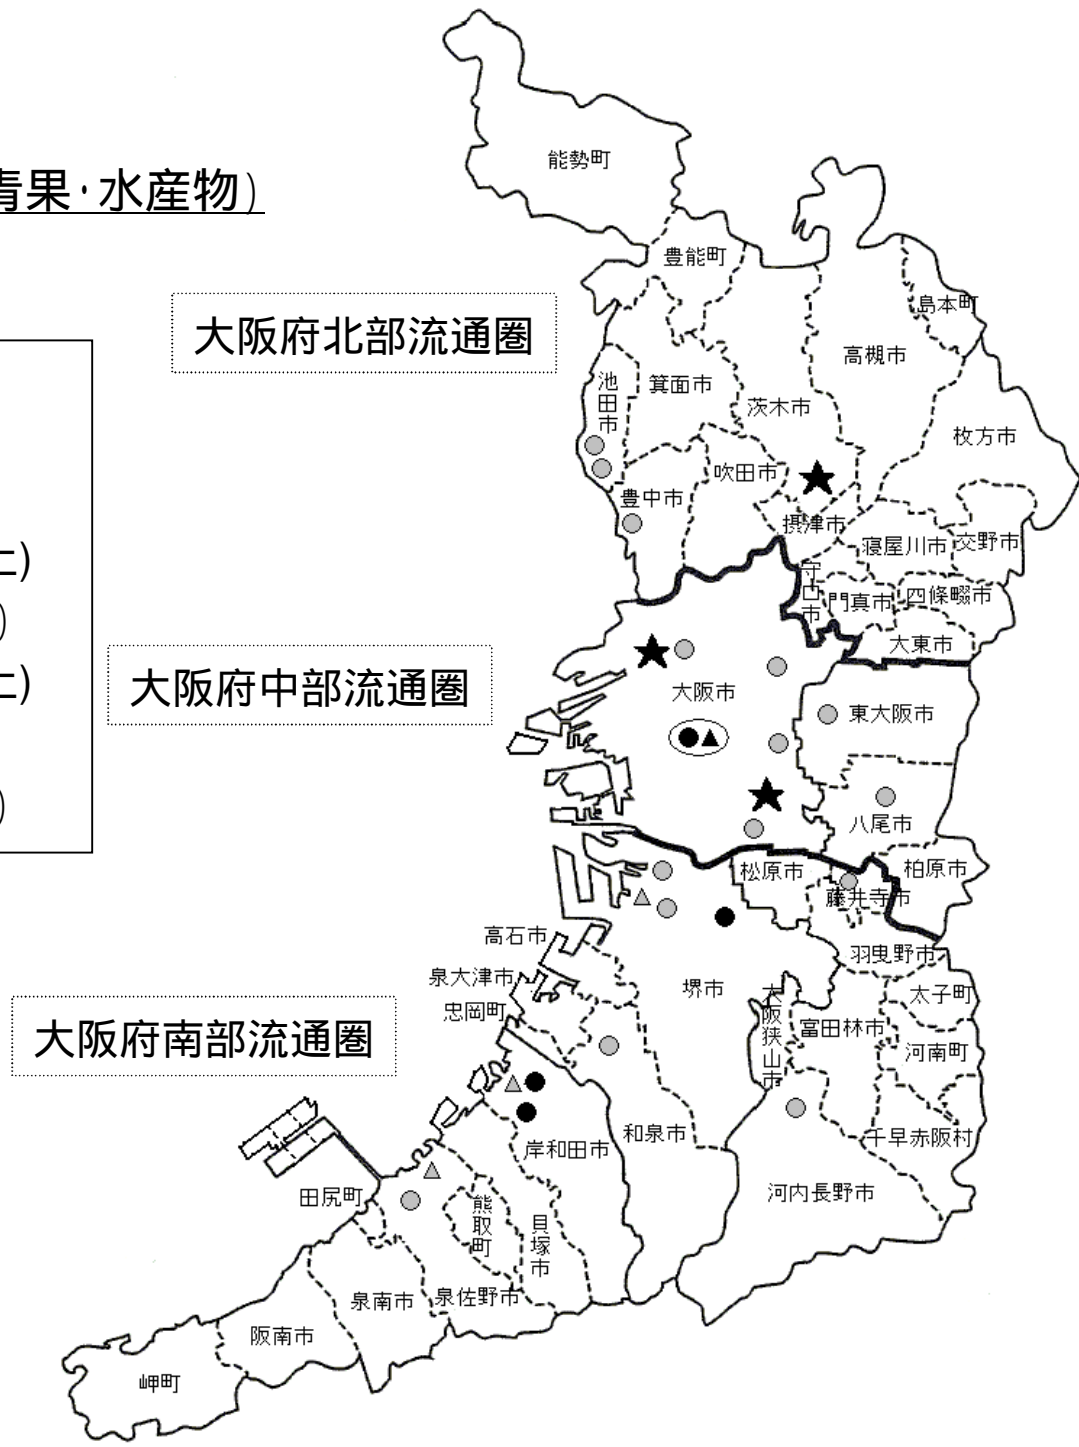 青果・水産物)
能勢町
豊能町
島本町
大阪府北部流通圏
高槻市
池田市
箕面市
茨木市
枚方市
吹田市
豊中市
摂津市
寝屋川市
交野市
守口市
門真市
四條畷市
大東市
大阪府中部流通圏
大阪市
東大阪市
八尾市
松原市
柏原市
藤井寺市
高石市
羽曳野市
泉大津市
堺市
太子町
忠岡町
大阪狭山市
富田林市
大阪府南部流通圏
河南町
和泉市
岸和田市
千早赤阪村
河内長野市
田尻町
熊取町
貝塚市
泉南市
泉佐野市
阪南市
岬町